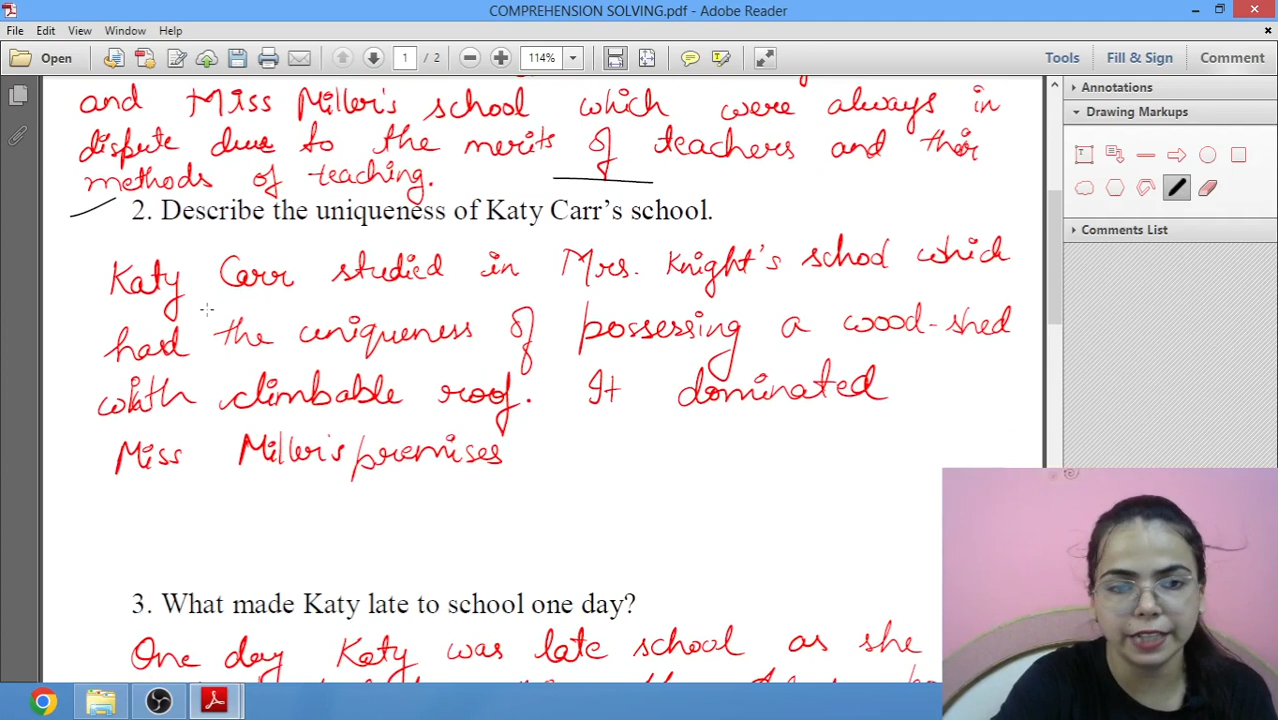 COMPREHENSION SOLVING.pdf - Adobe Reader
File Edit View Window Help
Open 1 / 2 114% Tools Fill & Sign Comment
Annotations
Drawing Markups
Comments List
and Miss Miller's school which were always in
dispute due to the merits of teachers and their
methods of teaching.
2. Describe the uniqueness of Katy Carr's school.
Katy Carr studied in Mrs. Knight's school which
had the uniqueness of possessing a wood-shed
with climbable roof. It dominated
Miss Miller's premises
3. What made Katy late to school one day?
One day Katy was late school as she